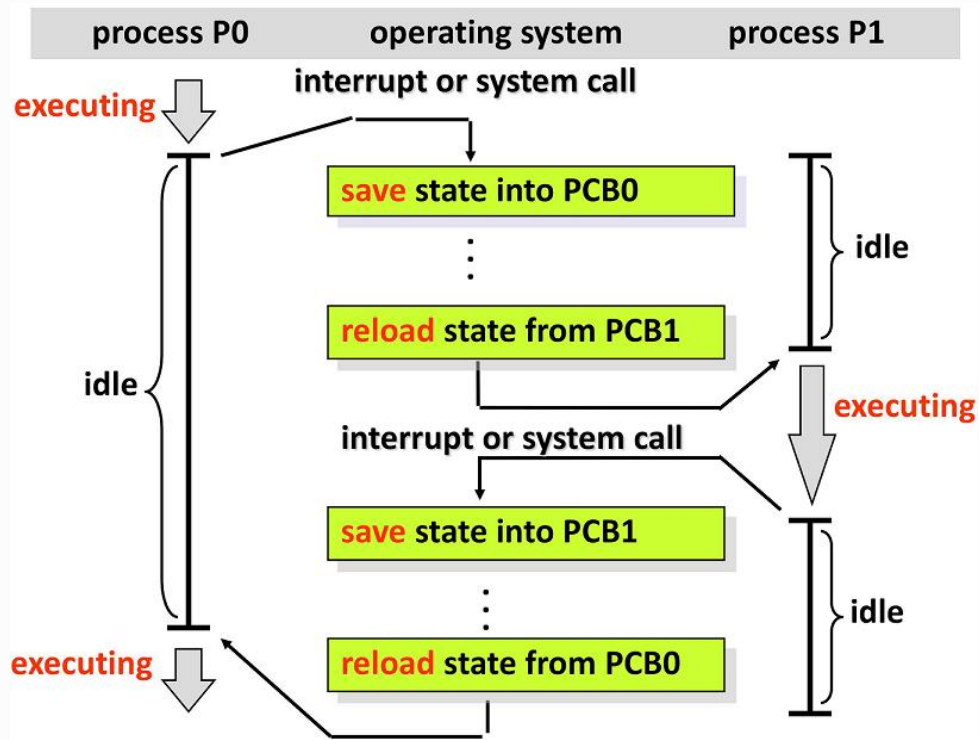 process P0 operating system process P1
interrupt or system call
executing
save state into PCB0
idle
reload state from PCB1
idle
executing
interrupt or system call
save state into PCB1
idle
reload state from PCB0
executing